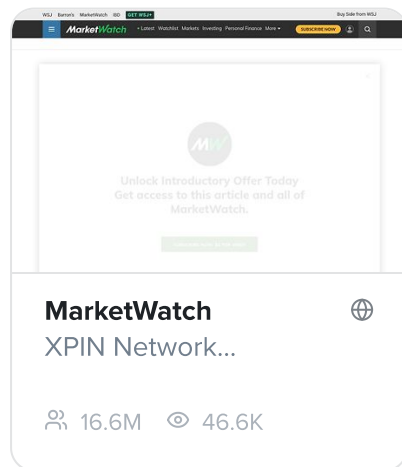 WSJ Barron's MarketWatch IBD GET WSJ+ Buy Side from WSJ
MarketWatch • Latest Watchlist Markets Investing Personal Finance More SUBSCRIBE NOW
MW
Unlock Introductory Offer Today
Get access to this article and all of
MarketWatch.
MarketWatch
XPIN Network...
16.6M 46.6K